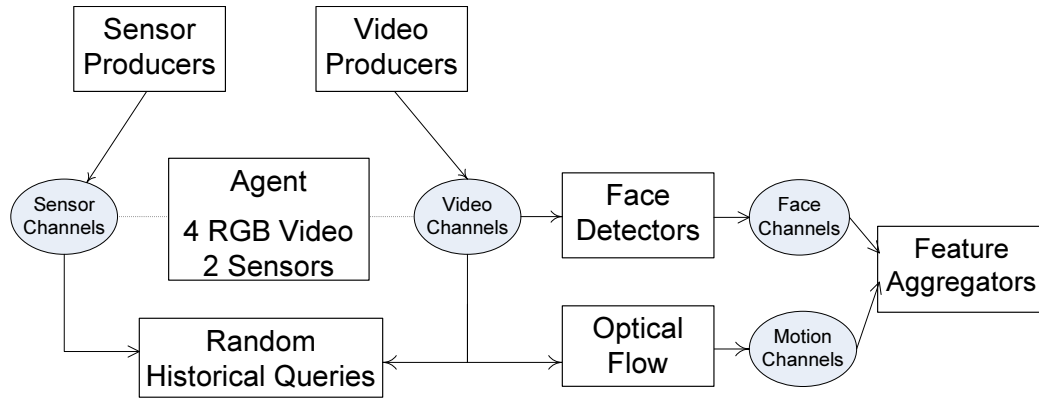 Sensor
Producers
Video
Producers
Sensor
Channels
Agent
4 RGB Video
2 Sensors
Video
Channels
Face
Detectors
Face
Channels
Feature
Aggregators
Random
Historical Queries
Optical
Flow
Motion
Channels